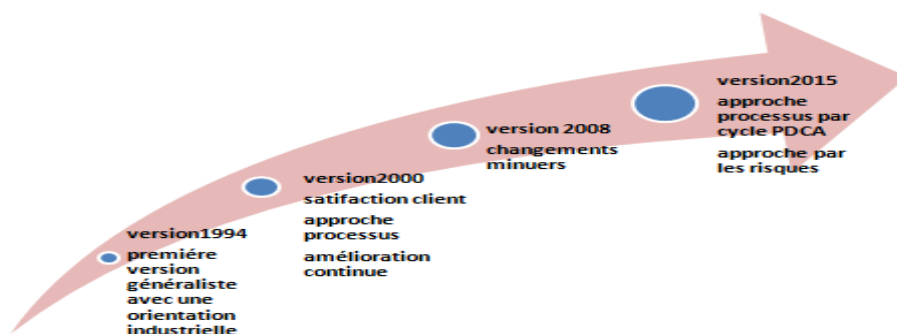 version1994
premiére
version
généraliste
avec une
orientation
industrielle
version2000
satifaction client
approche
processus
amélioration
continue
version 2008
changements
minuers
version2015
approche
processus par
cycle PDCA
approche par
les risques